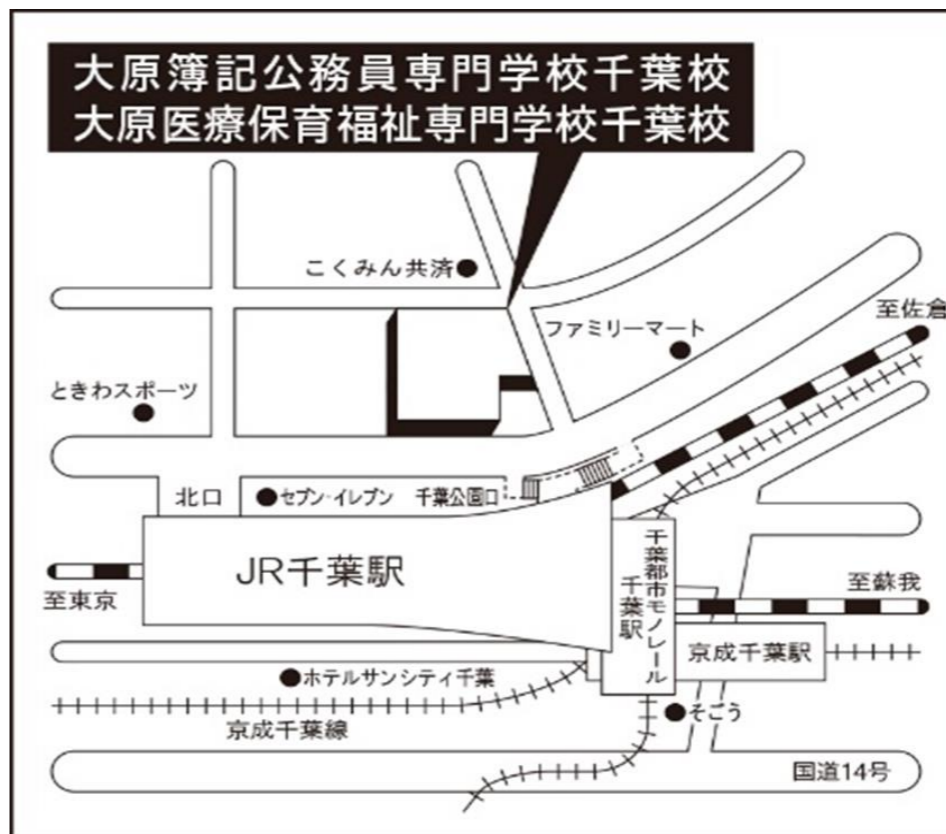 大原簿記公務員専門学校千葉校
大原医療保育福祉専門学校千葉校
こくみん共済
ファミリーマート
至佐倉
ときわスポーツ
北口
セブン-イレブン
千葉公園口
JR千葉駅
千葉都市モノレール
千葉駅
至東京
至蘇我
京成千葉駅
ホテルサンシティ千葉
京成千葉線
そごう
国道14号